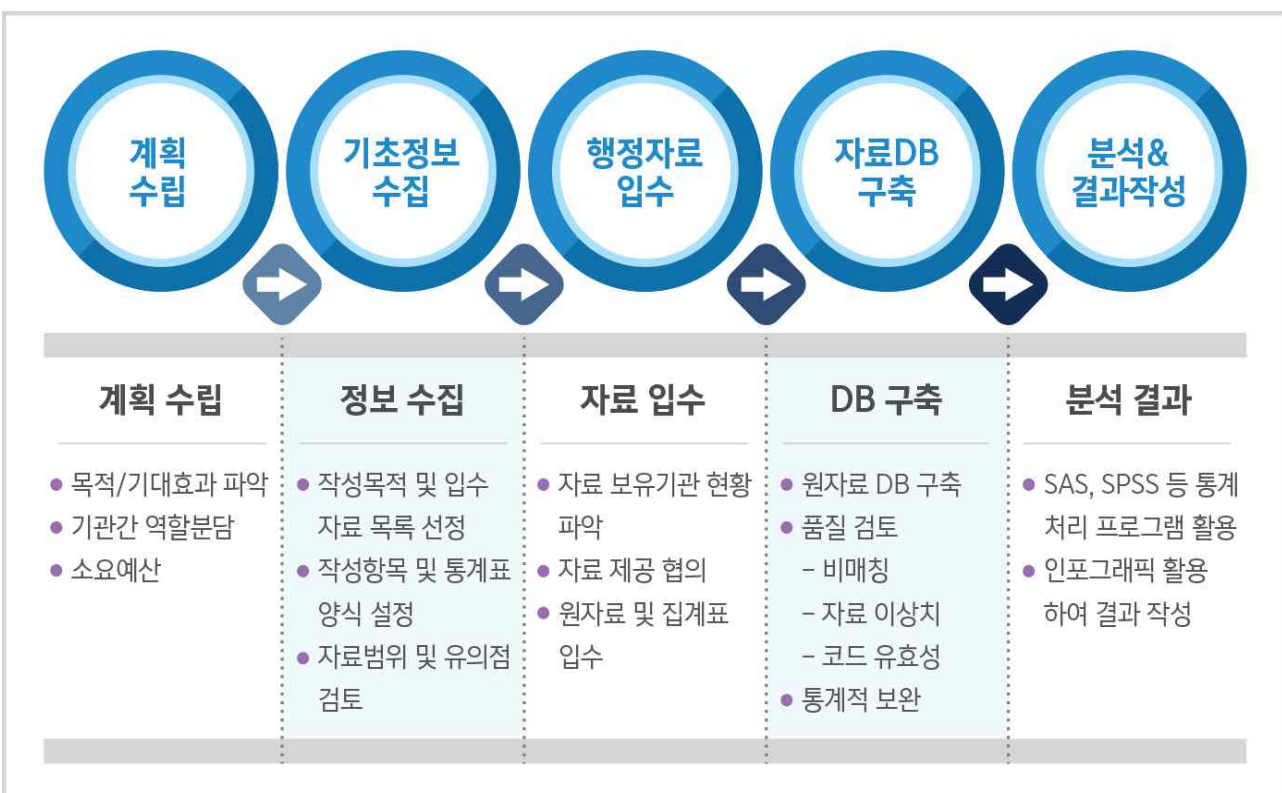 계획
수립
기초정보
수집
행정자료
입수
자료DB
구축
분석&
결과작성
계획 수립
• 목적/기대효과 파악
• 기관간 역할분담
• 소요예산
정보 수집
• 작성목적 및 입수
자료 목록 선정
• 작성항목 및 통계표
양식 설정
• 자료범위 및 유의점
검토
자료 입수
• 자료 보유기관 현황
파악
• 자료 제공 협의
• 원자료 및 집계표
입수
DB 구축
• 원자료 DB 구축
• 품질 검토
– 비매칭
– 자료 이상치
– 코드 유효성
• 통계적 보완
분석 결과
• SAS, SPSS 등 통계
처리 프로그램 활용
• 인포그래픽 활용
하여 결과 작성